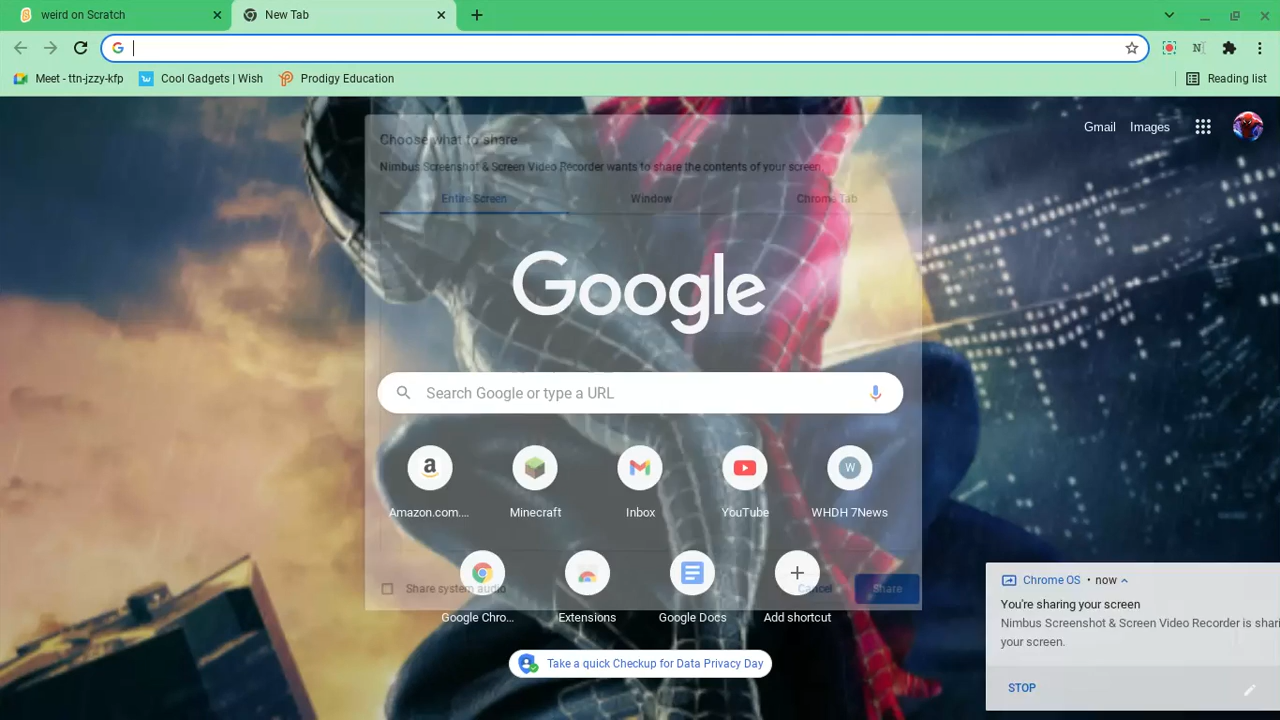 weird on Scratch
New Tab
Meet - ttn-jzzy-kfp
Cool Gadgets | Wish
Prodigy Education
Reading list
Gmail
Images
Choose what to share
Nimbus Screenshot & Screen Video Recorder wants to share the contents of your screen.
Entire Screen
Window
Chrome Tab
Google
Search Google or type a URL
a
W
Amazon.com....
Minecraft
Inbox
YouTube
WHDH 7News
Share system audio
Cancel
Share
Google Chro...
Extensions
Google Docs
Add shortcut
Take a quick Checkup for Data Privacy Day
Chrome OS • now
You're sharing your screen
Nimbus Screenshot & Screen Video Recorder is shari
your screen.
STOP